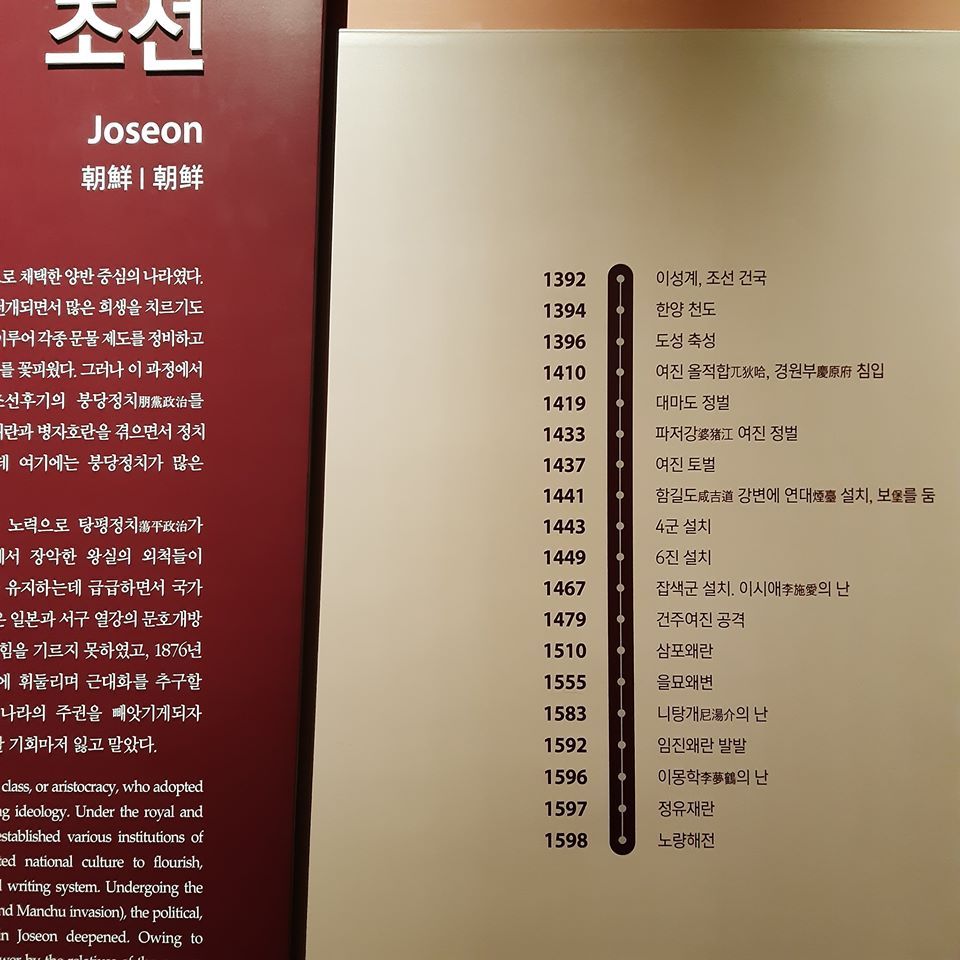 조선
Joseon
朝鮮 | 朝鲜
로 채택한 양반 중심의 나라였다.
전개되면서 많은 희생을 치르기도
이루어 각종 문물 제도를 정비하고
를 꽃피웠다. 그러나 이 과정에서
조선후기의 붕당정치朋黨政治를
란과 병자호란을 겪으면서 정치
데 여기에는 붕당정치가 많은
노력으로 탕평정치蕩平政治가
에서 장악한 왕실의 외척들이
유지하는데 급급하면서 국가
은 일본과 서구 열강의 문호개방
힘을 기르지 못하였고, 1876년
에 휘둘리며 근대화를 추구할
나라의 주권을 빼앗기게되자
할 기회마저 잃고 말았다.
class, or aristocracy, who adopted
ng ideology. Under the royal and
established various institutions of
ted national culture to flourish,
l writing system. Undergoing the
nd Manchu invasion), the political,
in Joseon deepened. Owing to
wer by the relatives of the
1392 이성계, 조선 건국
1394 한양 천도
1396 도성 축성
1410 여진 올적합兀狄哈, 경원부慶原府 침입
1419 대마도 정벌
1433 파저강婆猪江 여진 정벌
1437 여진 토벌
1441 함길도咸吉道 강변에 연대煙臺 설치, 보堡를 둠
1443 4군 설치
1449 6진 설치
1467 잡색군 설치. 이시애李施愛의 난
1479 건주여진 공격
1510 삼포왜란
1555 을묘왜변
1583 니탕개尼湯介의 난
1592 임진왜란 발발
1596 이몽학李夢鶴의 난
1597 정유재란
1598 노량해전